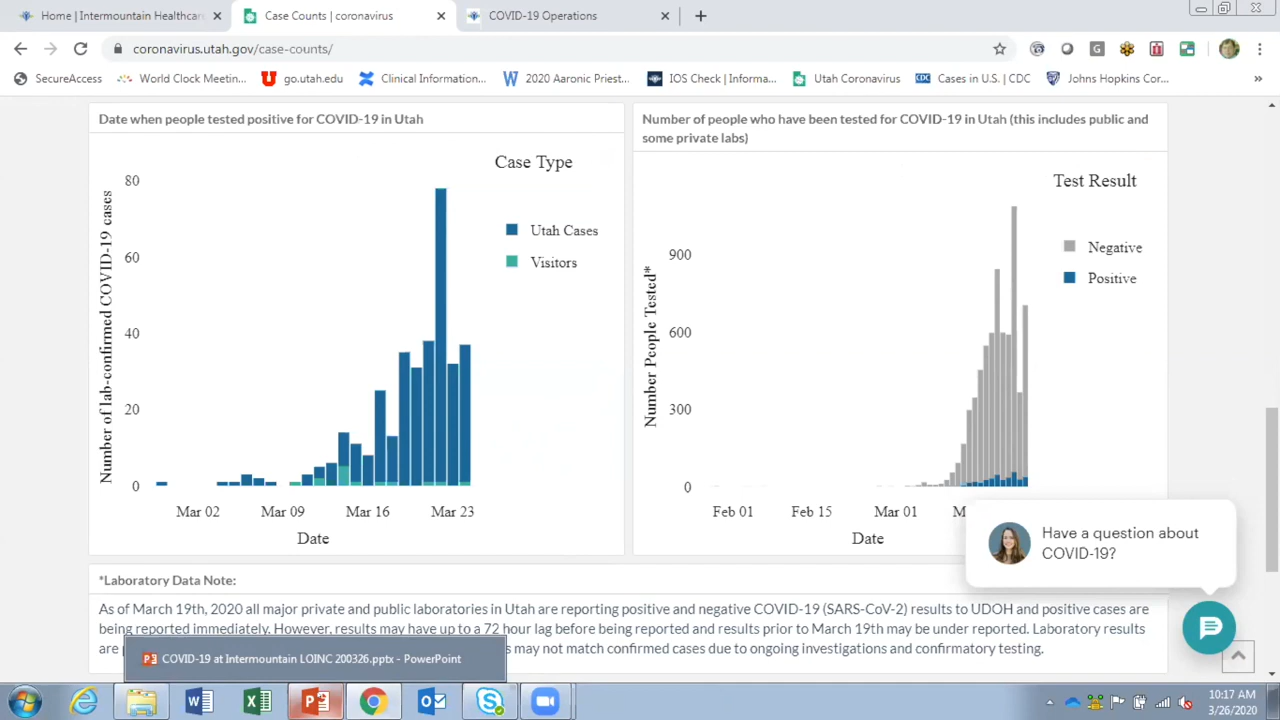 Home | Intermountain Healthcare
Case Counts | coronavirus
COVID-19 Operations
coronavirus.utah.gov/case-counts/
G
SecureAccess
World Clock Meetin...
go.utah.edu
Clinical Information...
2020 Aaronic Priest...
IOS Check | Informa...
Utah Coronavirus
CDC
Cases in U.S. | CDC
Johns Hopkins Cor...
»
Date when people tested positive for COVID-19 in Utah
Case Type
80
60
40
20
0
Number of lab-confirmed COVID-19 cases
Utah Cases
Visitors
Mar 02
Mar 09
Mar 16
Mar 23
Date
Number of people who have been tested for COVID-19 in Utah (this includes public and
some private labs)
Test Result
Negative
Positive
900
600
300
0
Number People Tested*
Feb 01
Feb 15
Mar 01
Date
Have a question about
COVID-19?
*Laboratory Data Note:
As of March 19th, 2020 all major private and public laboratories in Utah are reporting positive and negative COVID-19 (SARS-CoV-2) results to UDOH and positive cases are
being reported immediately. However, results may have up to a 72 hour lag before being reported and results prior to March 19th may be under reported. Laboratory results
are
may not match confirmed cases due to ongoing investigations and confirmatory testing.
COVID-19 at Intermountain LOINC 200326.pptx - PowerPoint
10:17 AM
3/26/2020